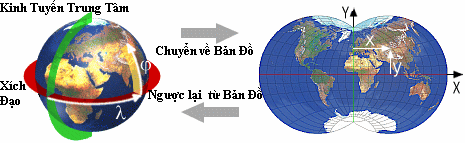 Kinh Tuyến Trung Tâm
Chuyển về Bản Đồ
Xích
Đạo
Ngược lại từ Bản Đồ
φ
λ
Y
X
y
X